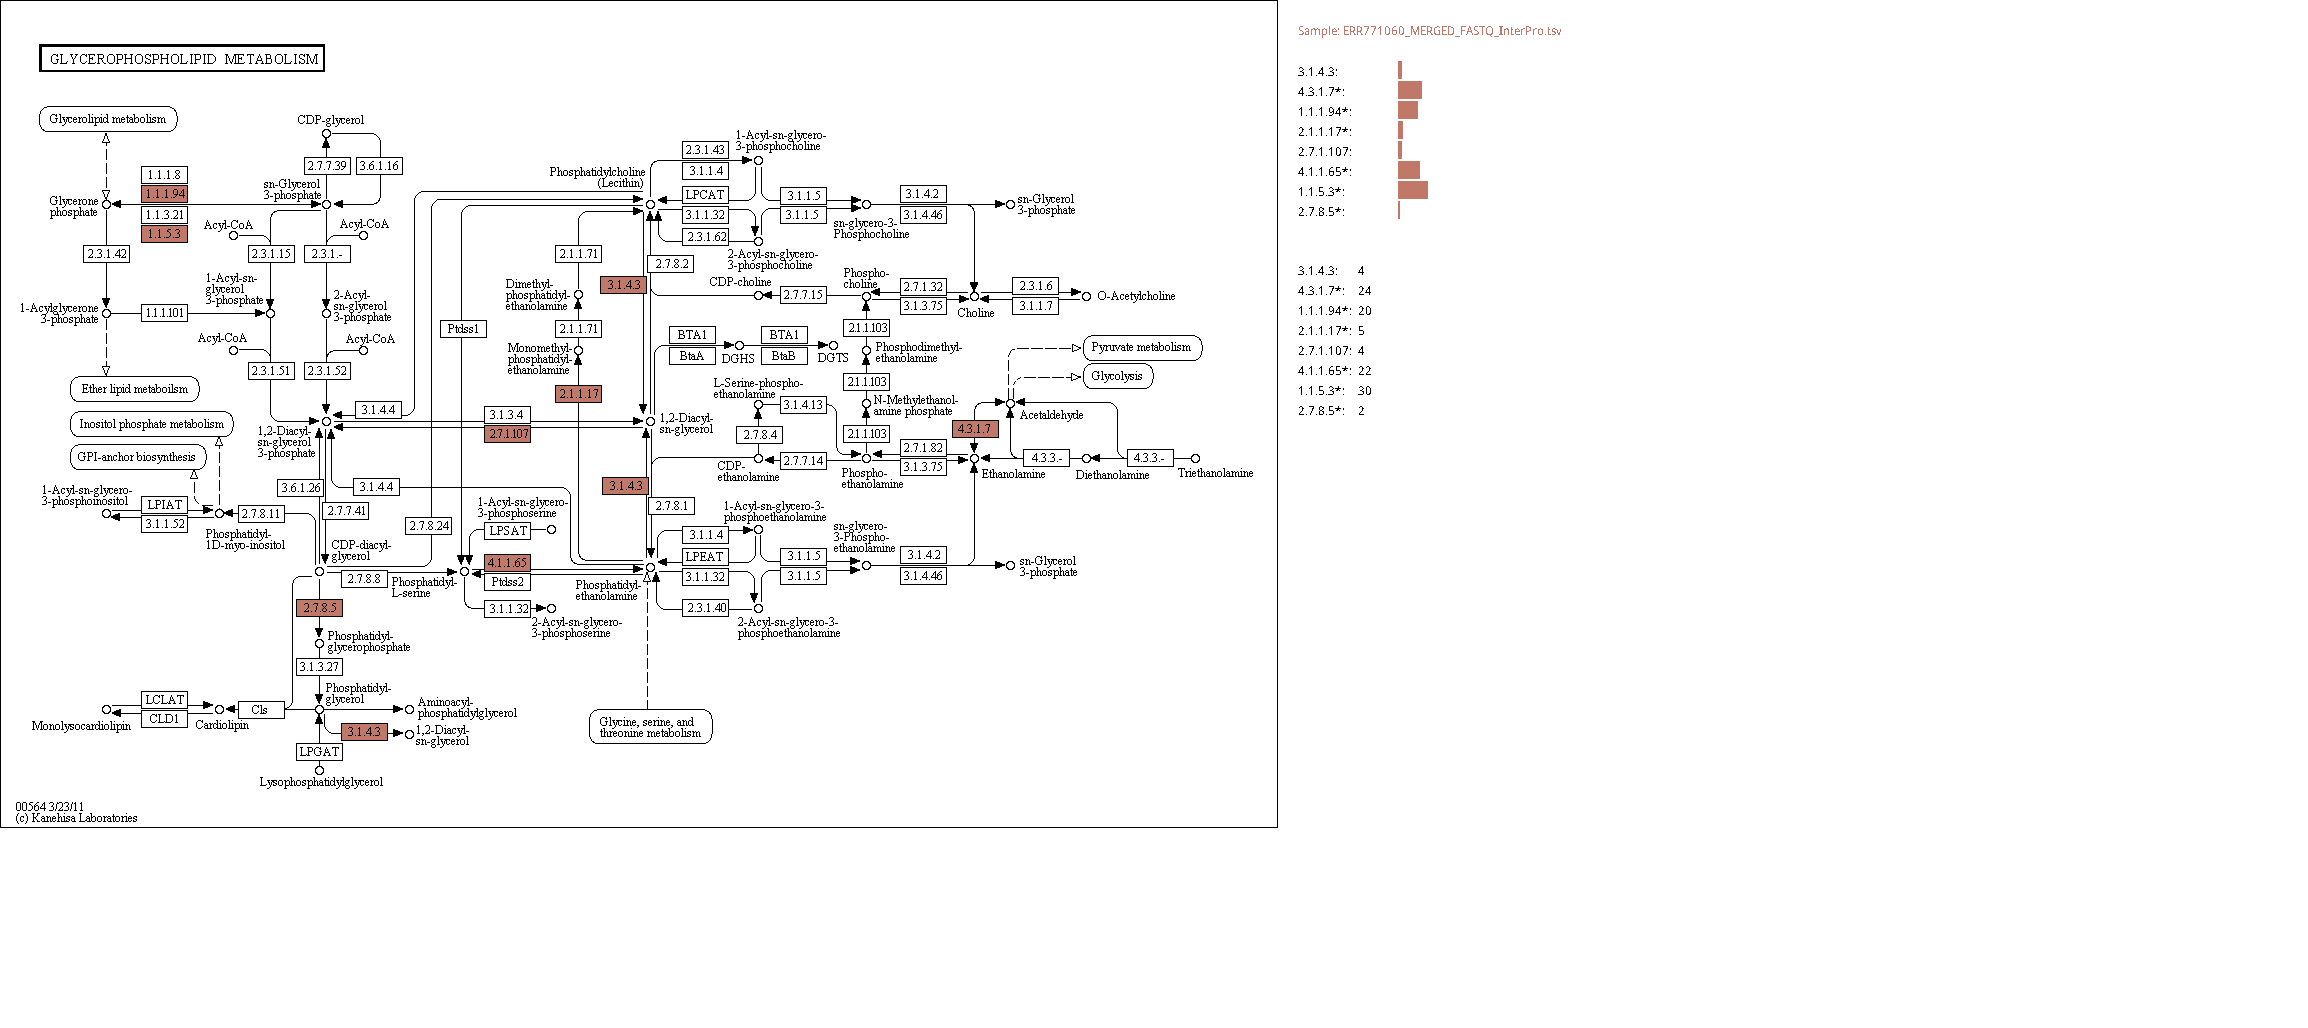 GLYCEROPHOSPHOLIPID METABOLISM
Sample: ERR771060_MERGED_FASTQ_InterPro.tsv
3.1.4.3:
4.3.1.7*:
1.1.1.94*:
2.1.1.17*:
2.7.1.107:
4.1.1.65*:
1.1.5.3*:
2.7.8.5*:
3.1.4.3: 4
4.3.1.7*: 24
1.1.1.94*: 20
2.1.1.17*: 5
2.7.1.107: 4
4.1.1.65*: 22
1.1.5.3*: 30
2.7.8.5*: 2
Glycerolipid metabolism
CDP-glycerol
2.7.7.39
3.6.1.16
1.1.1.8
1.1.1.94
1.1.3.21
1.1.5.3
Glycerone
phosphate
sn-Glycerol
3-phosphate
Acyl-CoA
Acyl-CoA
2.3.1.42
2.3.1.15
2.3.1.-
1-Acyl-sn-
glycerol
3-phosphate
2-Acyl-
sn-glycerol
3-phosphate
1-Acylglycerone
3-phosphate
1.1.1.101
Acyl-CoA
Acyl-CoA
2.3.1.51
2.3.1.52
Ether lipid metaboilsm
Inositol phosphate metabolism
GPI-anchor biosynthesis
3.1.4.4
3.1.3.4
2.7.1.107
1,2-Diacyl-
sn-glycerol
3-phosphate
1-Acyl-sn-glycero-
3-phosphoinositol
LPIAT
3.1.1.52
2.7.8.11
Phosphatidyl-
1D-myo-inositol
3.6.1.26
2.7.7.41
3.1.4.4
2.7.8.24
CDP-diacyl-
glycerol
2.7.8.8
Phosphatidyl-
L-serine
2.7.8.5
Phosphatidyl-
glycerophosphate
3.1.3.27
Phosphatidyl-
glycerol
LCLAT
CLD1
Cls
Monolysocardiolipin
Cardiolipin
Aminoacyl-
phosphatidylglycerol
3.1.4.3
1,2-Diacyl-
sn-glycerol
LPGAT
Lysophosphatidylglycerol
Phosphatidylcholine
(Lecithin)
2.1.1.71
Dimethyl-
phosphatidyl-
ethanolamine
2.1.1.71
Monomethyl-
phosphatidyl-
ethanolamine
2.1.1.17
Ptdss1
3.1.4.3
2.7.8.2
1,2-Diacyl-
sn-glycerol
3.1.4.3
2.7.8.1
1-Acyl-sn-glycero-
3-phosphoserine
LPSAT
4.1.1.65
Ptdss2
3.1.1.32
2-Acyl-sn-glycero-
3-phosphoserine
Phosphatidyl-
ethanolamine
Glycine, serine, and
threonine metabolism
2.3.1.43
3.1.1.4
LPCAT
3.1.1.32
2.3.1.62
1-Acyl-sn-glycero-
3-phosphocholine
2-Acyl-sn-glycero-
3-phosphocholine
3.1.1.5
3.1.1.5
sn-glycero-3-
Phosphocholine
3.1.4.2
3.1.4.46
sn-Glycerol
3-phosphate
CDP-choline
2.7.7.15
Phospho-
choline
2.7.1.32
3.1.3.75
Choline
2.3.1.6
3.1.1.7
O-Acetylcholine
BTA1
BtaA
DGHS
BTA1
BtaB
DGTS
2.1.1.103
Phosphodimethyl-
ethanolamine
2.1.1.103
N-Methylethanol-
amine phosphate
2.1.1.103
L-Serine-phospho-
ethanolamine
3.1.4.13
2.7.8.4
CDP-
ethanolamine
2.7.7.14
Phospho-
ethanolamine
2.7.1.82
3.1.3.75
4.3.1.7
Ethanolamine
Pyruvate metabolism
Glycolysis
Acetaldehyde
4.3.3.-
Diethanolamine
4.3.3.-
Triethanolamine
1-Acyl-sn-glycero-3-
phosphoethanolamine
3.1.1.4
LPEAT
3.1.1.32
2.3.1.40
2-Acyl-sn-glycero-3-
phosphoethanolamine
3.1.1.5
3.1.1.5
sn-glycero-
3-Phospho-
ethanolamine
3.1.4.2
3.1.4.46
sn-Glycerol
3-phosphate
00564 3/23/11
(c) Kanehisa Laboratories